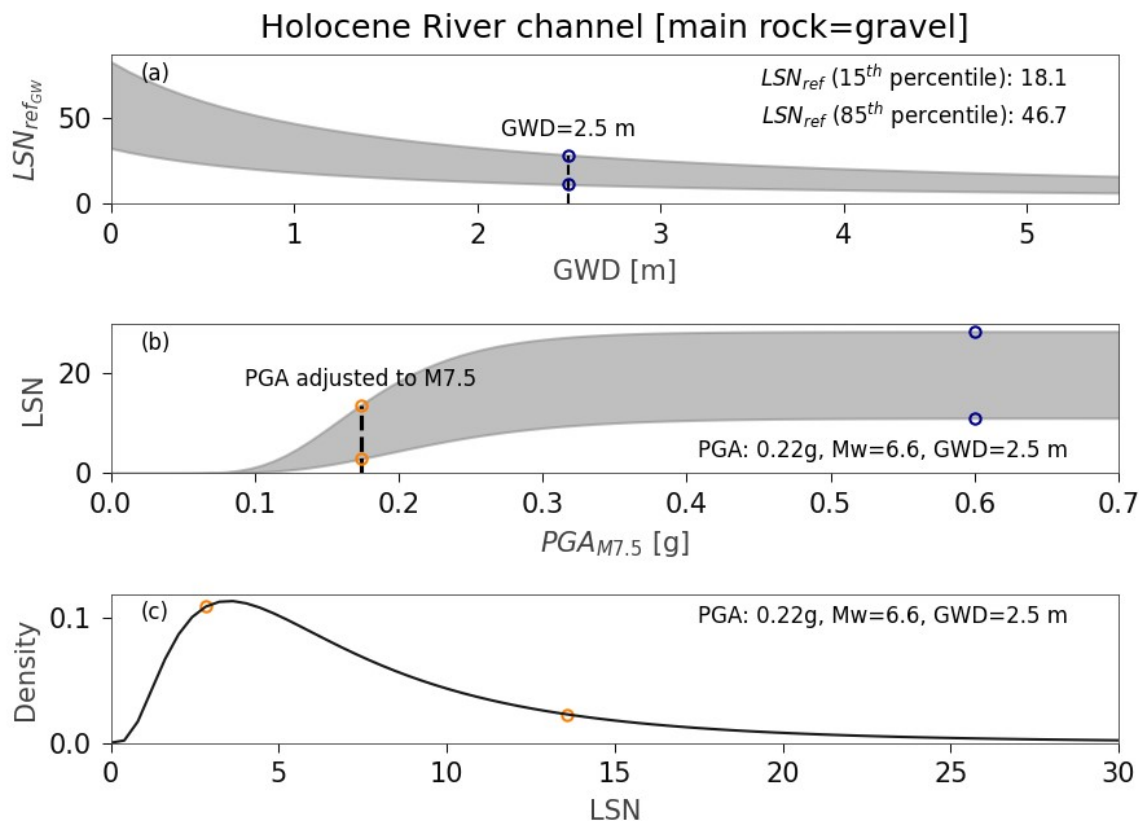 Holocene River channel [main rock=gravel]
(a)
LSN_ref (15th percentile): 18.1
LSN_ref (85th percentile): 46.7
GWD=2.5 m
LSN_ref_GW
50
0
0 1 2 3 4 5
GWD [m]
(b)
PGA adjusted to M7.5
PGA: 0.22g, Mw=6.6, GWD=2.5 m
LSN
20
0
0.0 0.1 0.2 0.3 0.4 0.5 0.6 0.7
PGA_M7.5 [g]
(c)
PGA: 0.22g, Mw=6.6, GWD=2.5 m
Density
0.1
0.0
0 5 10 15 20 25 30
LSN